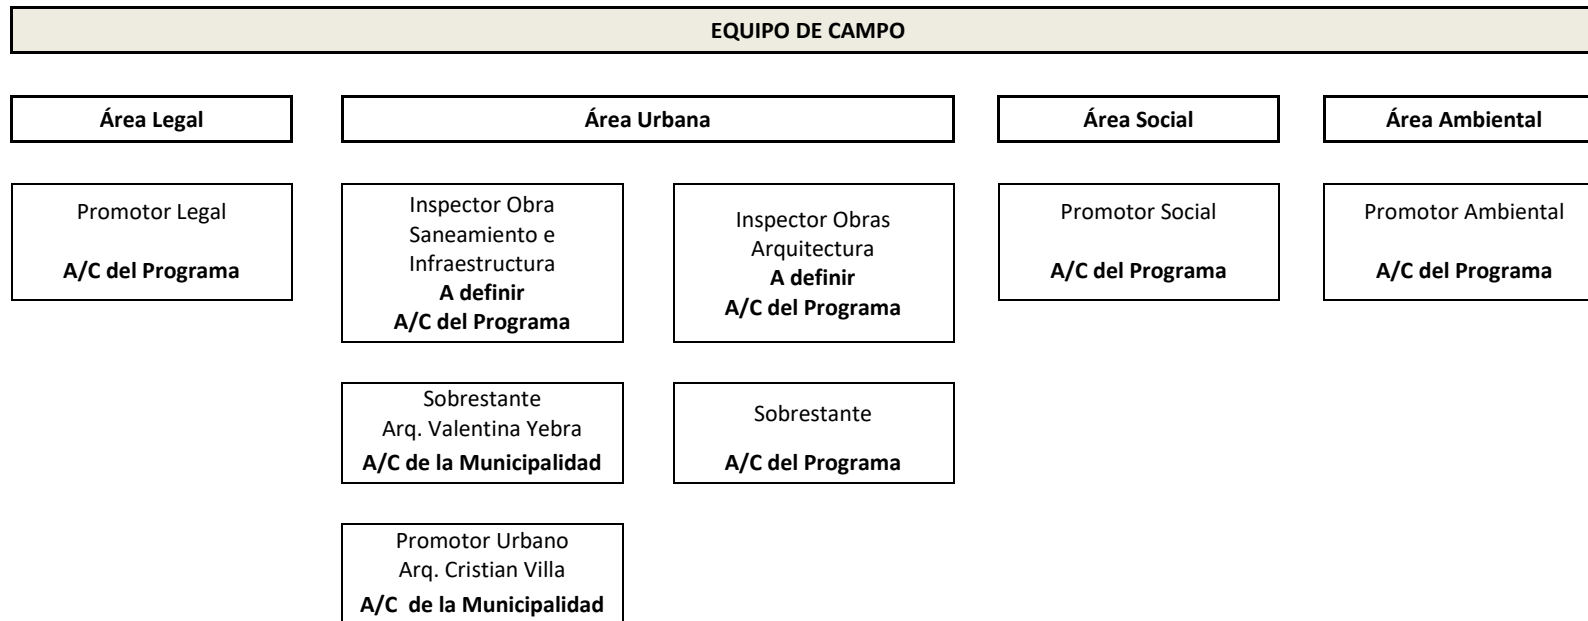 EQUIPO DE CAMPO
Área Legal
Área Urbana
Área Social
Área Ambiental
Promotor Legal
A/C del Programa
Inspector Obra
Saneamiento e
Infraestructura
A definir
A/C del Programa
Inspector Obras
Arquitectura
A definir
A/C del Programa
Promotor Social
A/C del Programa
Promotor Ambiental
A/C del Programa
Sobrestante
Arq. Valentina Yebra
A/C de la Municipalidad
Sobrestante
A/C del Programa
Promotor Urbano
Arq. Cristian Villa
A/C de la Municipalidad